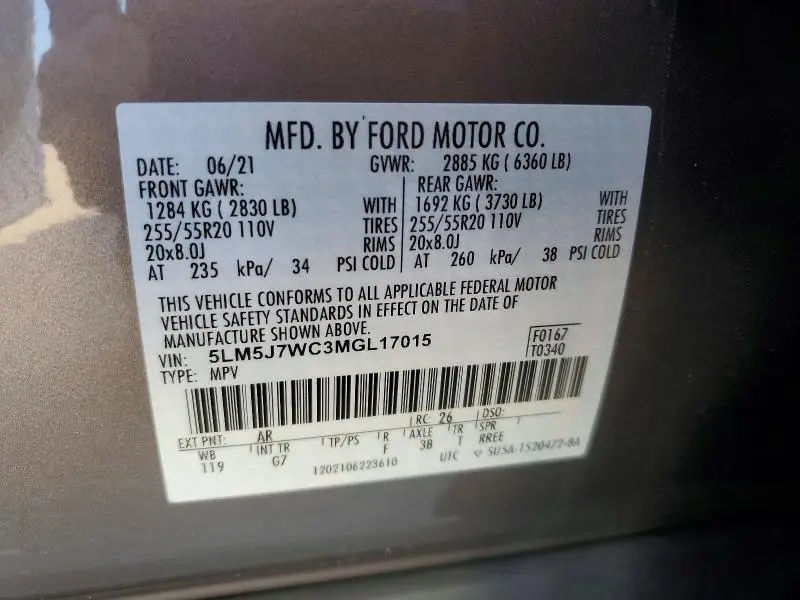 MFD. BY FORD MOTOR CO.
DATE: 06/21 GVWR: 2885 KG ( 6360 LB)
FRONT GAWR: REAR GAWR:
1284 KG ( 2830 LB) WITH 1692 KG ( 3730 LB) WITH
255/55R20 110V TIRES 255/55R20 110V TIRES
20x8.0J RIMS 20x8.0J RIMS
AT 235 kPa/ 34 PSI COLD AT 260 kPa/ 38 PSI COLD
THIS VEHICLE CONFORMS TO ALL APPLICABLE FEDERAL MOTOR
VEHICLE SAFETY STANDARDS IN EFFECT ON THE DATE OF
MANUFACTURE SHOWN ABOVE.
VIN: 5LM5J7WC3MGL17015 F0167
TYPE: MPV T0340
EXT PNT: AR RC: 26 DSO:
WB INT TR TP/PS R AXLE TR SPR
119 G7 F 3B T RREE
1202106223610 UTC 5U5A-1520472-BA